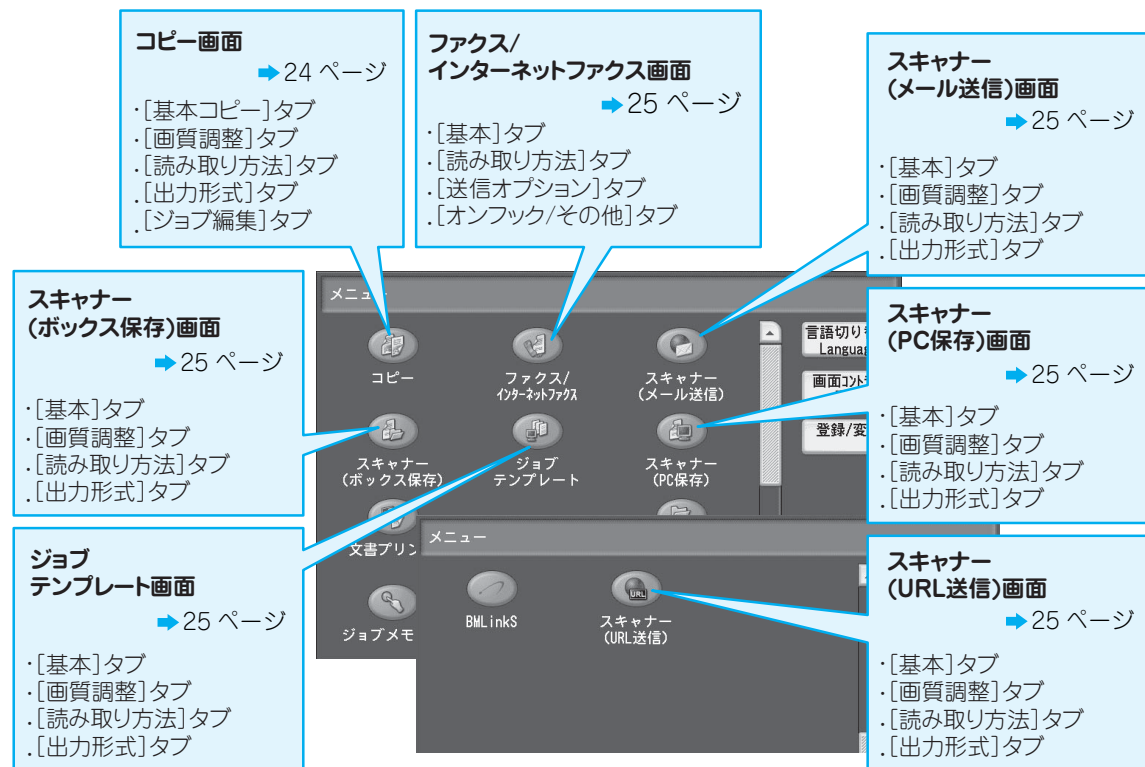 コピー画面
24 ページ
・[基本コピー]タブ
・[画質調整]タブ
・[読み取り方法]タブ
・[出力形式]タブ
・[ジョブ編集]タブ
ファクス/
インターネットファクス画面
25 ページ
・[基本]タブ
・[読み取り方法]タブ
・[送信オプション]タブ
・[オンフック/その他]タブ
スキャナー
(メール送信)画面
25 ページ
・[基本]タブ
・[画質調整]タブ
・[読み取り方法]タブ
・[出力形式]タブ
スキャナー
(ボックス保存)画面
25 ページ
・[基本]タブ
・[画質調整]タブ
・[読み取り方法]タブ
・[出力形式]タブ
スキャナー
(PC保存)画面
25 ページ
・[基本]タブ
・[画質調整]タブ
・[読み取り方法]タブ
・[出力形式]タブ
ジョブ
テンプレート画面
25 ページ
・[基本]タブ
・[画質調整]タブ
・[読み取り方法]タブ
・[出力形式]タブ
スキャナー
(URL送信)画面
25 ページ
・[基本]タブ
・[画質調整]タブ
・[読み取り方法]タブ
・[出力形式]タブ
メニュー
コピー
ファクス/
インターネットファクス
スキャナー
(メール送信)
言語切り
Langua
画面コント
登録/変
スキャナー
(ボックス保存)
ジョブ
テンプレート
スキャナー
(PC保存)
文書プリン
ジョブメモ
メニュー
BMLinkS
URL
スキャナー
(URL送信)